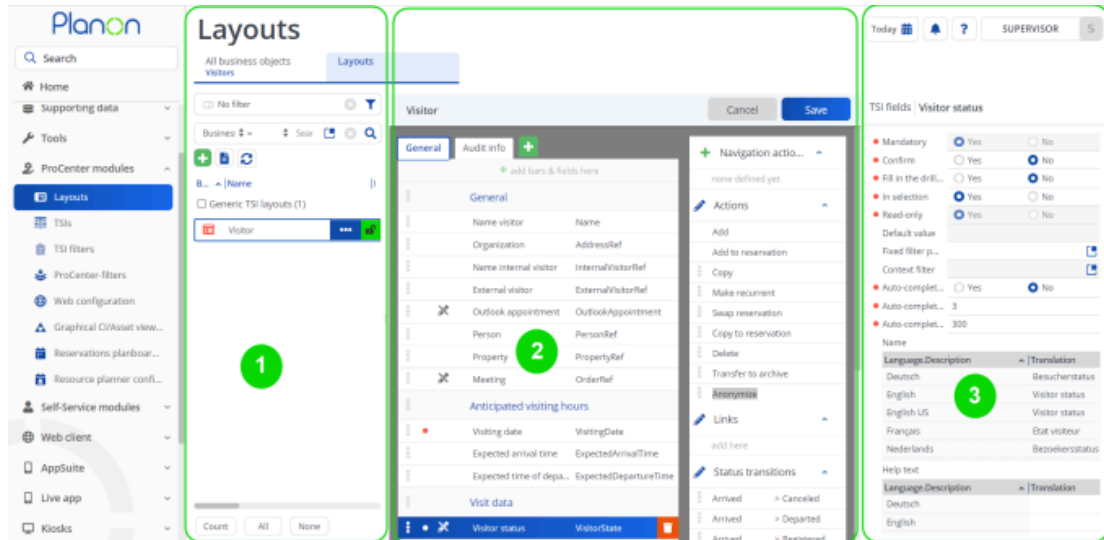 Planon
Search
Home
Supporting data
Tools
ProCenter modules
Layouts
TSIs
TSI filters
ProCenter-filters
Web configuration
Graphical CI/Asset view...
Reservations planboar...
Resource planner confi...
Self-Service modules
Web client
AppSuite
Live app
Kiosks
Layouts
All business objects
Visitors
Layouts
No filter
Busines =
Sear
B... Name
Generic TSI layouts (1)
Visitor
1
Count All None
Visitor
Cancel Save
General Audit info
add bars & fields here
General
Name visitor Name
Organization AddressRef
Name internal visitor InternalVisitorRef
External visitor ExternalVisitorRef
Outlook appointment OutlookAppointment
Person PersonRef
Property PropertyRef
2
Meeting OrderRef
Anticipated visiting hours
Visiting date VisitingDate
Expected arrival time ExpectedArrivalTime
Expected time of depa... ExpectedDepartureTime
Visit data
Visitor status VisitorState
Navigation actio...
none defined yet
Actions
Add
Add to reservation
Copy
Make recurrent
Swap reservation
Copy to reservation
Delete
Transfer to archive
Anonymize
Links
add here
Status transitions
Arrived > Canceled
Arrived > Departed
Arrived > Registered
Today ? SUPERVISOR S
TSI fields Visitor status
Mandatory Yes No
Confirm Yes No
Fill in the drill... Yes No
In selection Yes No
Read-only Yes No
Default value
Fixed filter p...
Context filter
Auto-complet... Yes No
Auto-complet... 3
Auto-complet... 300
Name
Language.Description Translation
Deutsch Besucherstatus
English Visitor status
3
English US Visitor status
Français Etat visiteur
Nederlands Bezoekersstatus
Help text
Language.Description Translation
Deutsch
English